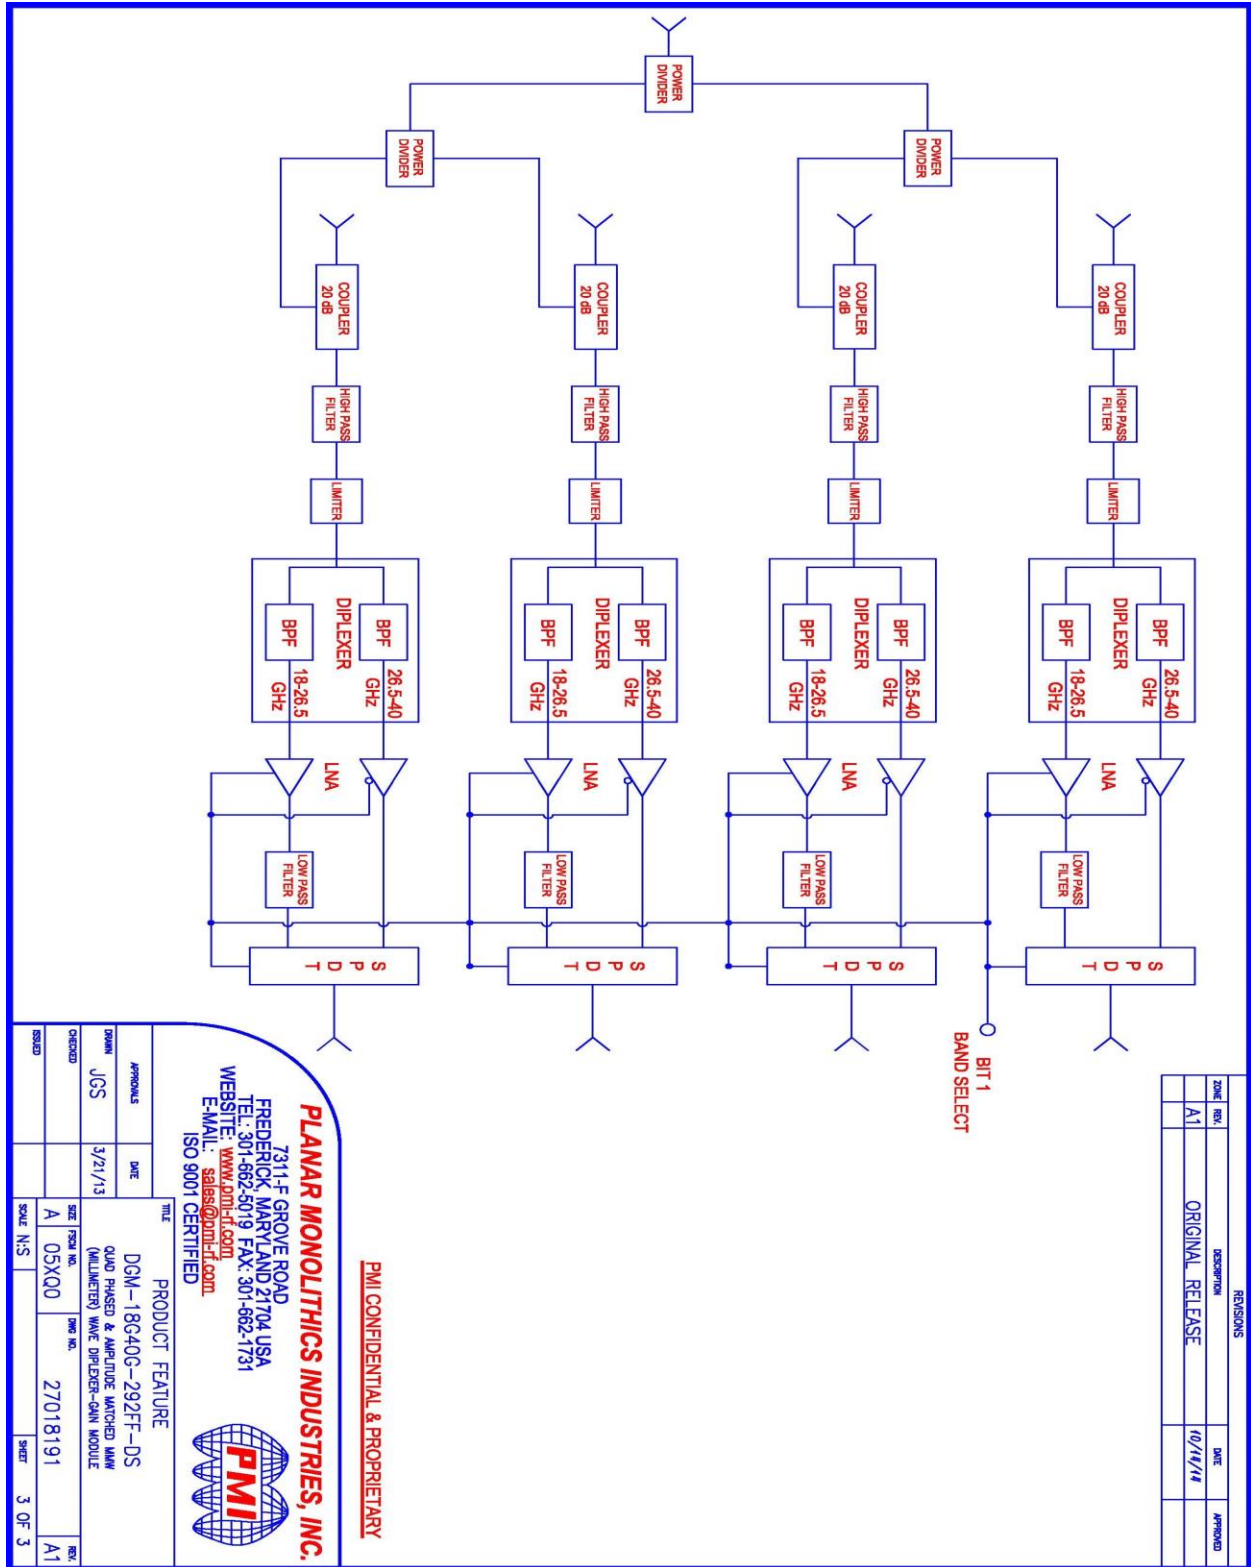 REVISIONS
ZONE REV. DESCRIPTION DATE APPROVED
A1 ORIGINAL RELEASE 10/14/14
POWER
DIVIDER
POWER
DIVIDER
POWER
DIVIDER
COUPLER
20 dB
HIGH PASS
FILTER
LIMITER
DIPLEXER
BPF
26.5-40
GHz
BPF
18-26.5
GHz
LNA
LOW PASS
FILTER
S P D T
COUPLER
20 dB
HIGH PASS
FILTER
LIMITER
DIPLEXER
BPF
26.5-40
GHz
BPF
18-26.5
GHz
LNA
LOW PASS
FILTER
S P D T
COUPLER
20 dB
HIGH PASS
FILTER
LIMITER
DIPLEXER
BPF
26.5-40
GHz
BPF
18-26.5
GHz
LNA
LOW PASS
FILTER
S P D T
COUPLER
20 dB
HIGH PASS
FILTER
LIMITER
DIPLEXER
BPF
26.5-40
GHz
BPF
18-26.5
GHz
LNA
LOW PASS
FILTER
S P D T
BIT 1
BAND SELECT
PMI CONFIDENTIAL & PROPRIETARY
PLANAR MONOLITHICS INDUSTRIES, INC.
7311-F GROVE ROAD
FREDERICK, MARYLAND 21704 USA
TEL: 301-662-5019 FAX: 301-662-1731
WEBSITE: www.pmi-rf.com
E-MAIL: sales@pmi-rf.com
ISO 9001 CERTIFIED
PMI
APPROVALS DATE
DRAWN JGS 3/21/13
CHECKED
ISSUED
TITLE
PRODUCT FEATURE
DGM-18G40G-292FF-DS
QUAD PHASED & AMPLITUDE MATCHED MMW
(MILLIMETER) WAVE DIPLEXER-GAIN MODULE
SIZE A FSCM NO. 05XQ0 DWG NO. 27018191 REV. A1
SCALE N:S SHEET 3 OF 3